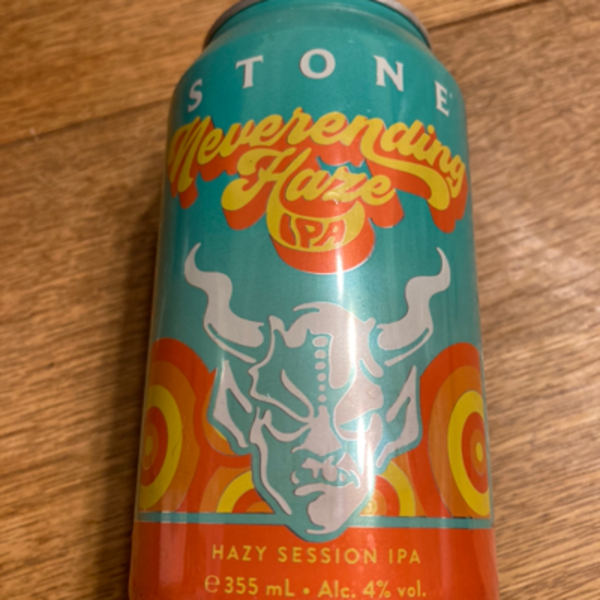 STONE
Neverending
Haze
IPA
HAZY SESSION IPA
℮ 355 mL • Alc. 4% vol.